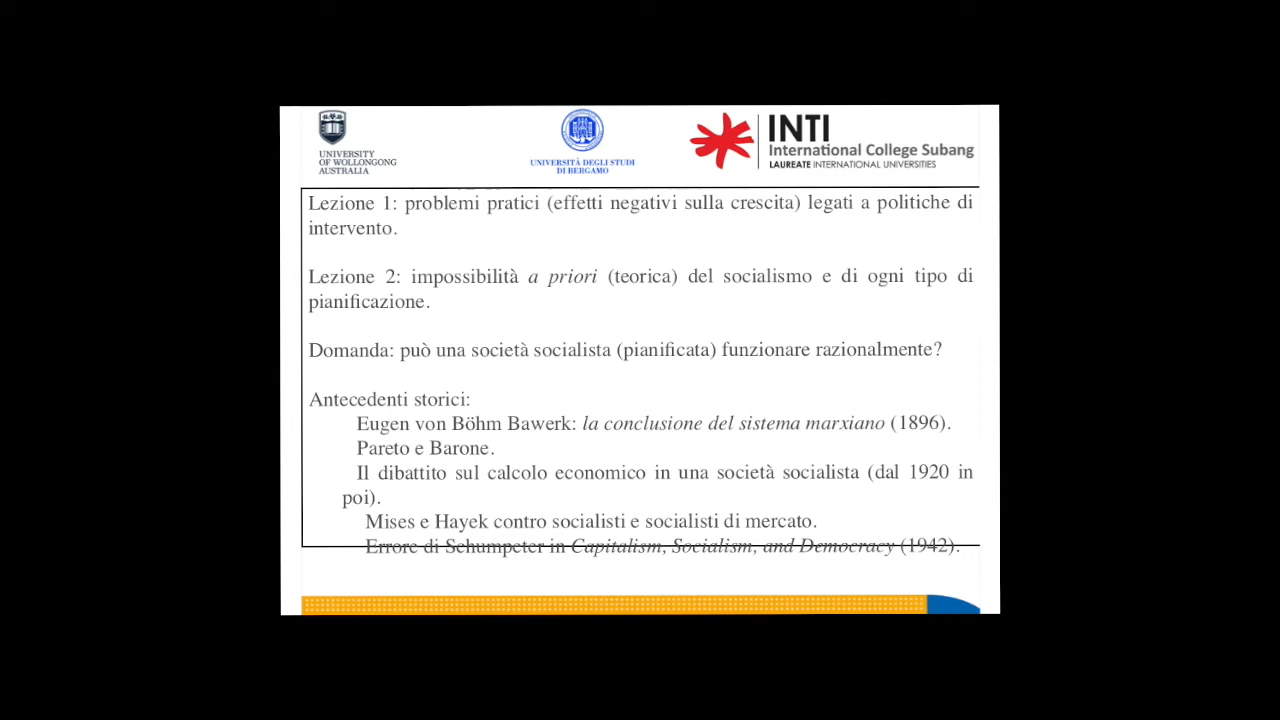 UNIVERSITY
OF WOLLONGONG
AUSTRALIA
UNIVERSITÀ DEGLI STUDI
DI BERGAMO
INTI
International College Subang
LAUREATE INTERNATIONAL UNIVERSITIES
Lezione 1: problemi pratici (effetti negativi sulla crescita) legati a politiche di
intervento.
Lezione 2: impossibilità a priori (teorica) del socialismo e di ogni tipo di
pianificazione.
Domanda: può una società socialista (pianificata) funzionare razionalmente?
Antecedenti storici:
Eugen von Böhm Bawerk: la conclusione del sistema marxiano (1896).
Pareto e Barone.
Il dibattito sul calcolo economico in una società socialista (dal 1920 in
poi).
Mises e Hayek contro socialisti e socialisti di mercato.
Errore di Schumpeter in Capitalism, Socialism, and Democracy (1942).